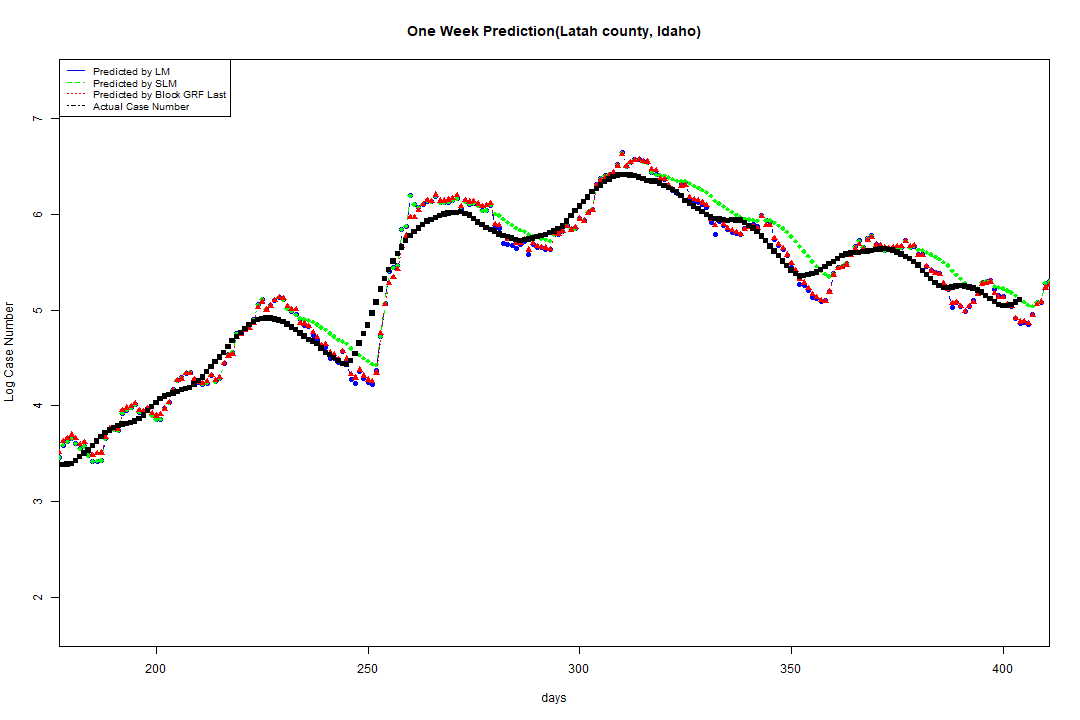 One Week Prediction(Latah county, Idaho)
Predicted by LM
Predicted by SLM
Predicted by Block GRF Last
Actual Case Number
7
6
5
4
3
2
Log Case Number
200 250 300 350 400
days